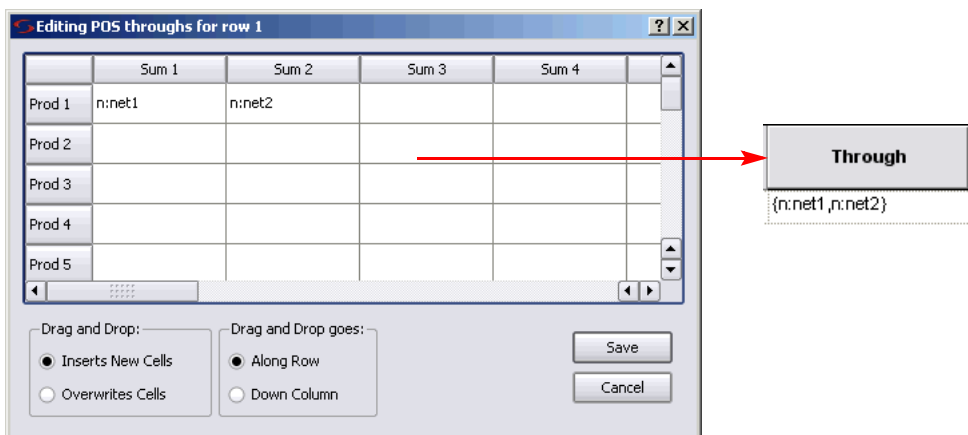 Editing POS throughs for row 1
Sum 1 Sum 2 Sum 3 Sum 4
Prod 1 n:net1 n:net2
Prod 2
Prod 3
Prod 4
Prod 5
Drag and Drop:
Inserts New Cells
Overwrites Cells
Drag and Drop goes:
Along Row
Down Column
Save
Cancel
Through
{n:net1,n:net2}